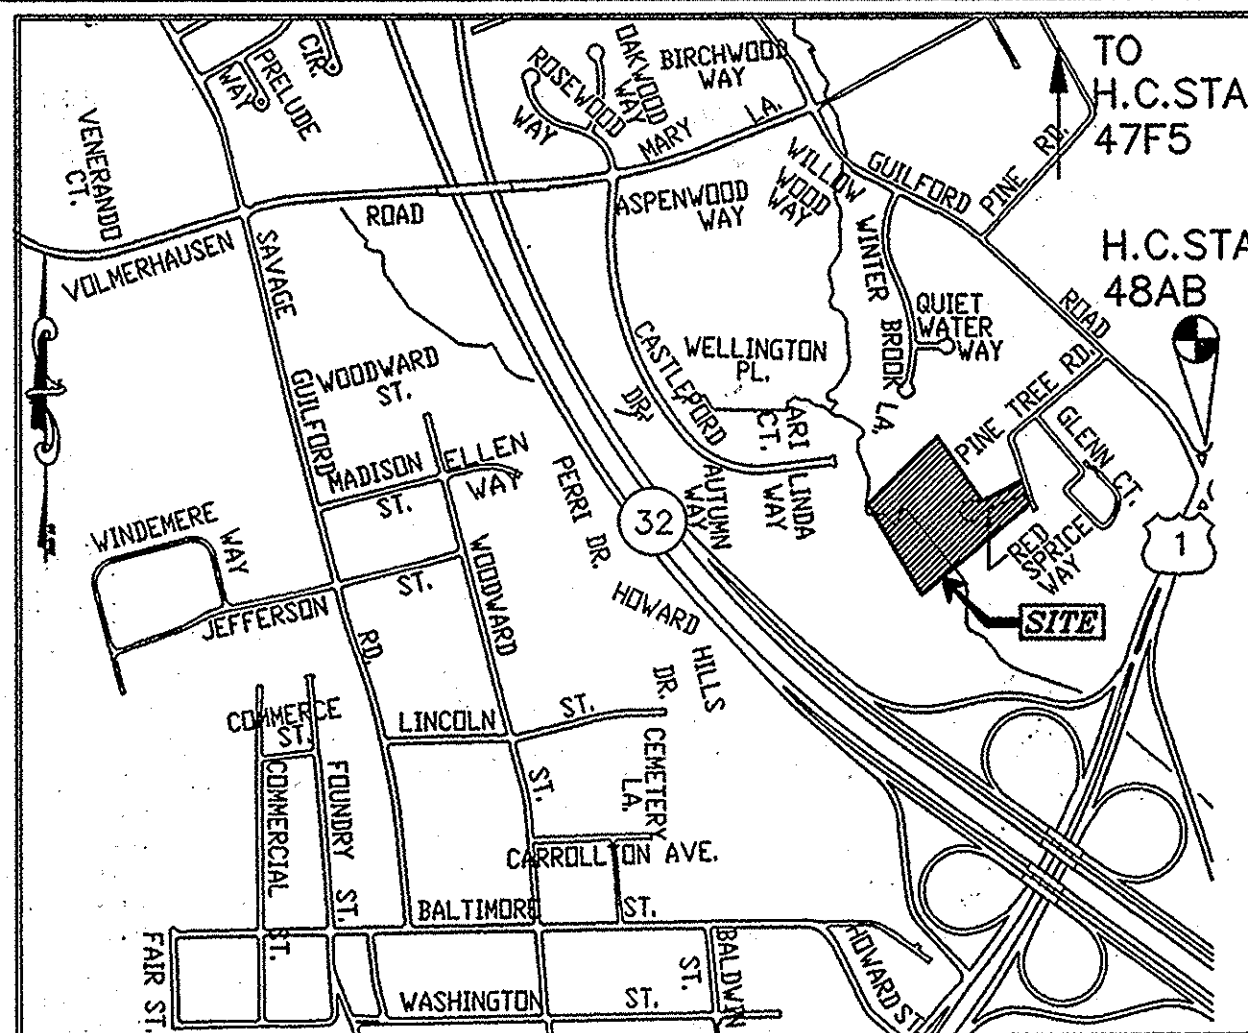 TO
H.C.STA
47F5
H.C.STA
48AB
PRELUDE
WAY
CIR.
ROSEWOOD
WAY
OAKWOOD
WAY
BIRCHWOOD
WAY
MARY
LA.
VENERANDO
CT.
VOLMERHAUSEN
ROAD
ASPENWOOD
WAY
WILLOW
WOOD
WAY
GUILFORD
ROAD
PINE
RD.
WINTER
BROOK
LA.
QUIET
WATER
WAY
SAVAGE
GUILFORD
RD.
WOODWARD
ST.
CASTLEFORD
DR.
WELLINGTON
PL.
ARI
CT.
PINE TREE RD.
GLENN CT.
MADISON
ST.
ELLEN
WAY
PERRI DR.
32
AUTUMN
WAY
LINDA
WAY
RED
SPRICE
WAY
1
SITE
WINDEMERE
WAY
JEFFERSON
ST.
WOODWARD
ST.
HOWARD
HILLS
DR.
COMMERCE
ST.
LINCOLN
ST.
CEMETERY
LA.
COMMERCIAL
ST.
FOUNDRY
ST.
CARROLLTON AVE.
BALTIMORE
ST.
FAIR ST.
WASHINGTON
ST.
BALDWIN
ST.
HOWARD ST.